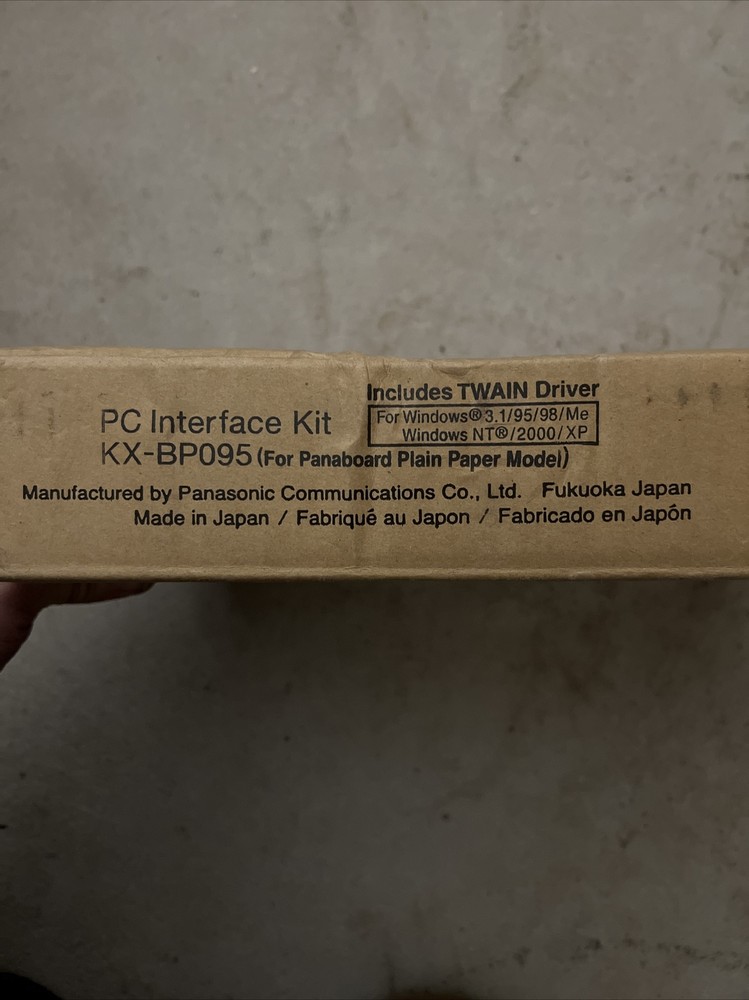 Includes TWAIN Driver
PC Interface Kit
For Windows® 3.1/95/98/Me
Windows NT®/2000/XP
KX-BP095 (For Panaboard Plain Paper Model)
Manufactured by Panasonic Communications Co., Ltd. Fukuoka Japan
Made in Japan / Fabriqué au Japon / Fabricado en Japón